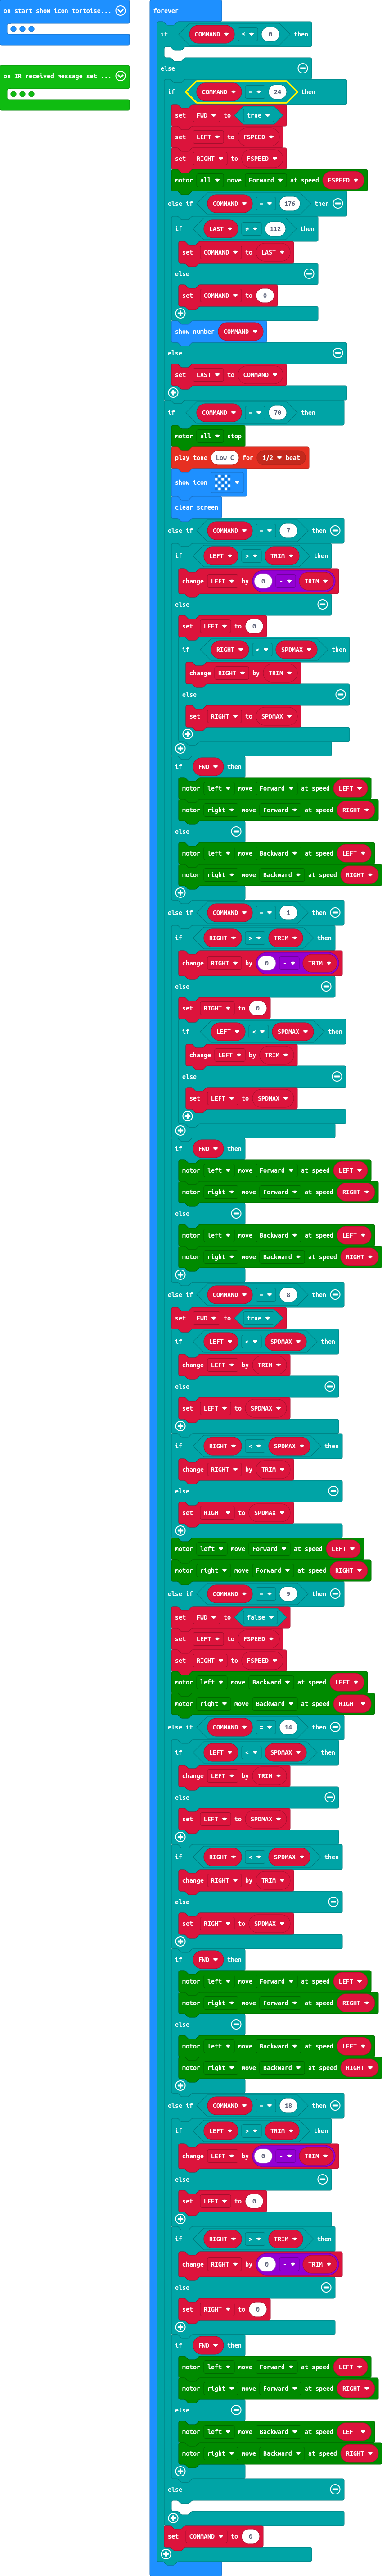 on start show icon tortoise...
on IR received message set ...
forever
if COMMAND ≤ 0 then
else
if COMMAND = 24 then
set FWD to true
set LEFT to FSPEED
set RIGHT to FSPEED
motor all move Forward at speed FSPEED
else if COMMAND = 176 then
if LAST ≠ 112 then
set COMMAND to LAST
else
set COMMAND to 0
show number COMMAND
else
set LAST to COMMAND
if COMMAND = 70 then
motor all stop
play tone Low C for 1/2 beat
show icon
clear screen
else if COMMAND = 7 then
if LEFT > TRIM then
change LEFT by 0 - TRIM
else
set LEFT to 0
if RIGHT < SPDMAX then
change RIGHT by TRIM
else
set RIGHT to SPDMAX
if FWD then
motor left move Forward at speed LEFT
motor right move Forward at speed RIGHT
else
motor left move Backward at speed LEFT
motor right move Backward at speed RIGHT
else if COMMAND = 1 then
if RIGHT > TRIM then
change RIGHT by 0 - TRIM
else
set RIGHT to 0
if LEFT < SPDMAX then
change LEFT by TRIM
else
set LEFT to SPDMAX
if FWD then
motor left move Forward at speed LEFT
motor right move Forward at speed RIGHT
else
motor left move Backward at speed LEFT
motor right move Backward at speed RIGHT
else if COMMAND = 8 then
set FWD to true
if LEFT < SPDMAX then
change LEFT by TRIM
else
set LEFT to SPDMAX
if RIGHT < SPDMAX then
change RIGHT by TRIM
else
set RIGHT to SPDMAX
motor left move Forward at speed LEFT
motor right move Forward at speed RIGHT
else if COMMAND = 9 then
set FWD to false
set LEFT to FSPEED
set RIGHT to FSPEED
motor left move Backward at speed LEFT
motor right move Backward at speed RIGHT
else if COMMAND = 14 then
if LEFT < SPDMAX then
change LEFT by TRIM
else
set LEFT to SPDMAX
if RIGHT < SPDMAX then
change RIGHT by TRIM
else
set RIGHT to SPDMAX
if FWD then
motor left move Forward at speed LEFT
motor right move Forward at speed RIGHT
else
motor left move Backward at speed LEFT
motor right move Backward at speed RIGHT
else if COMMAND = 18 then
if LEFT > TRIM then
change LEFT by 0 - TRIM
else
set LEFT to 0
if RIGHT > TRIM then
change RIGHT by 0 - TRIM
else
set RIGHT to 0
if FWD then
motor left move Forward at speed LEFT
motor right move Forward at speed RIGHT
else
motor left move Backward at speed LEFT
motor right move Backward at speed RIGHT
else
set COMMAND to 0